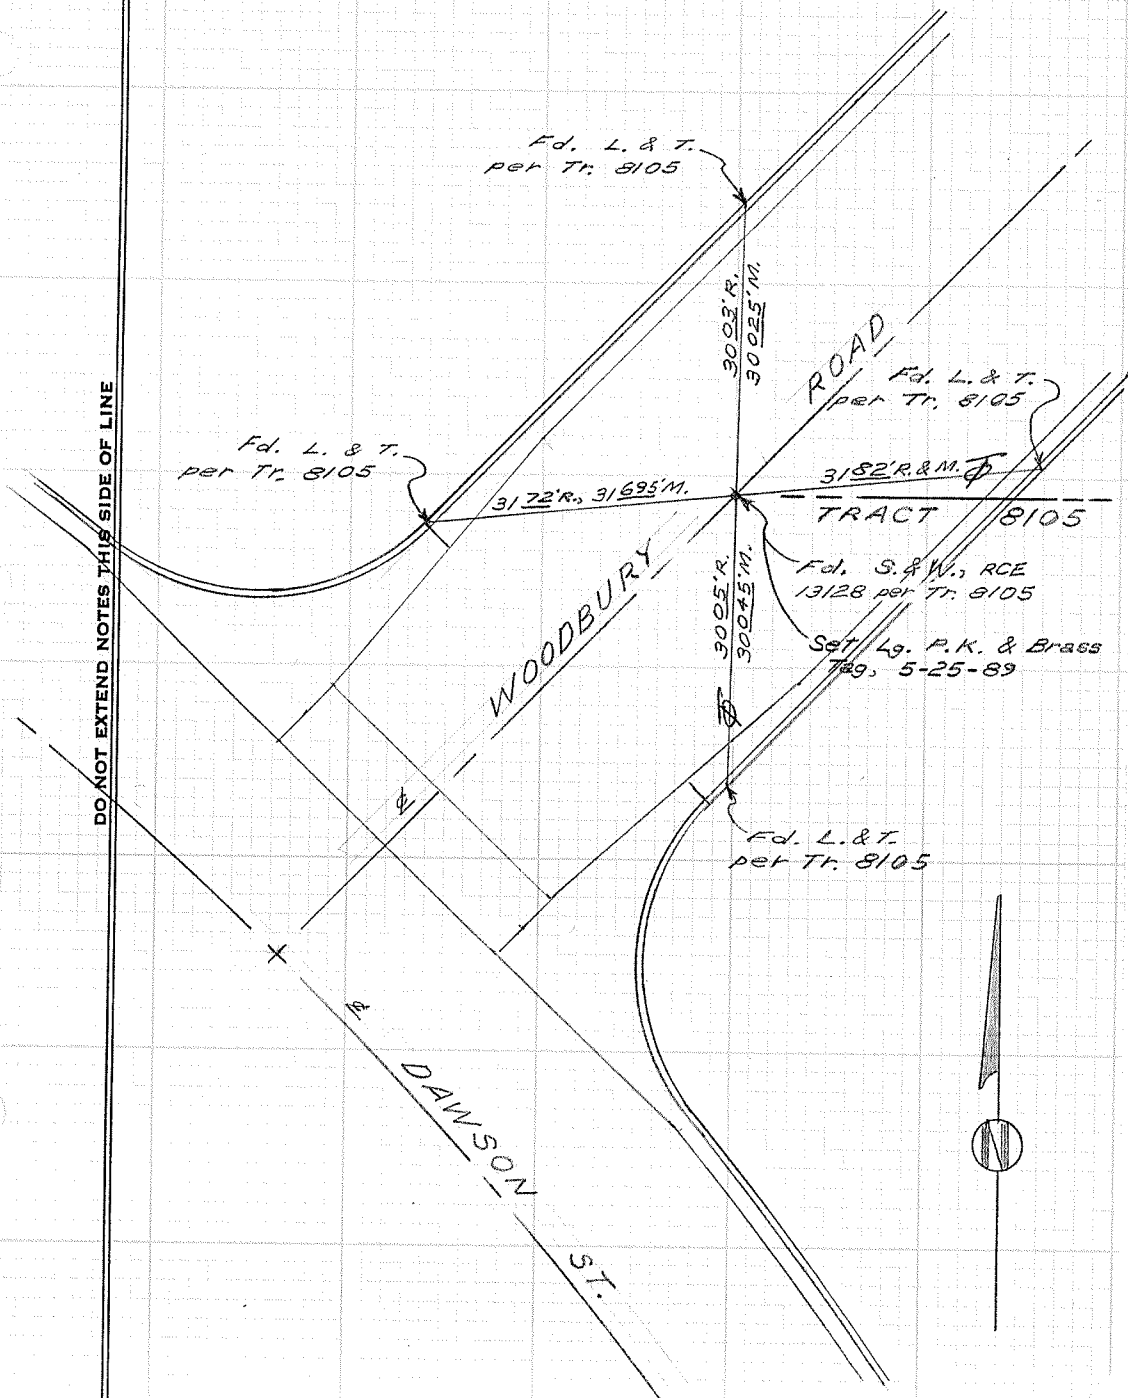 DO NOT EXTEND NOTES THIS SIDE OF LINE
Fd. L. & T.
per Tr. 8105
30 03' R.
30 025' M.
ROAD
Fd. L. & T.
per Tr. 8105
Fd. L. & T.
per Tr. 8105
31 72' R., 31 695' M.
31 82' R. & M.
TRACT 8105
Fd. S. & W., RCE
13128 per Tr. 8105
Set Lg. P.K. & Brass
Tag, 5-25-89
30 05' R.
30 045' M.
WOODBURY
Fd. L. & T.
per Tr. 8105
DAWSON
ST.
N